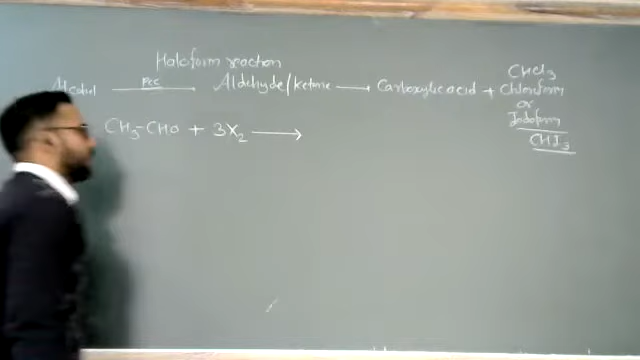 Haloform reaction
Alcohol —PCC→ Aldehyde/ketone → Carboxylic acid + CHCl3
Chloroform
or
Iodoform
CHI3
CH3-CHO + 3X2 →